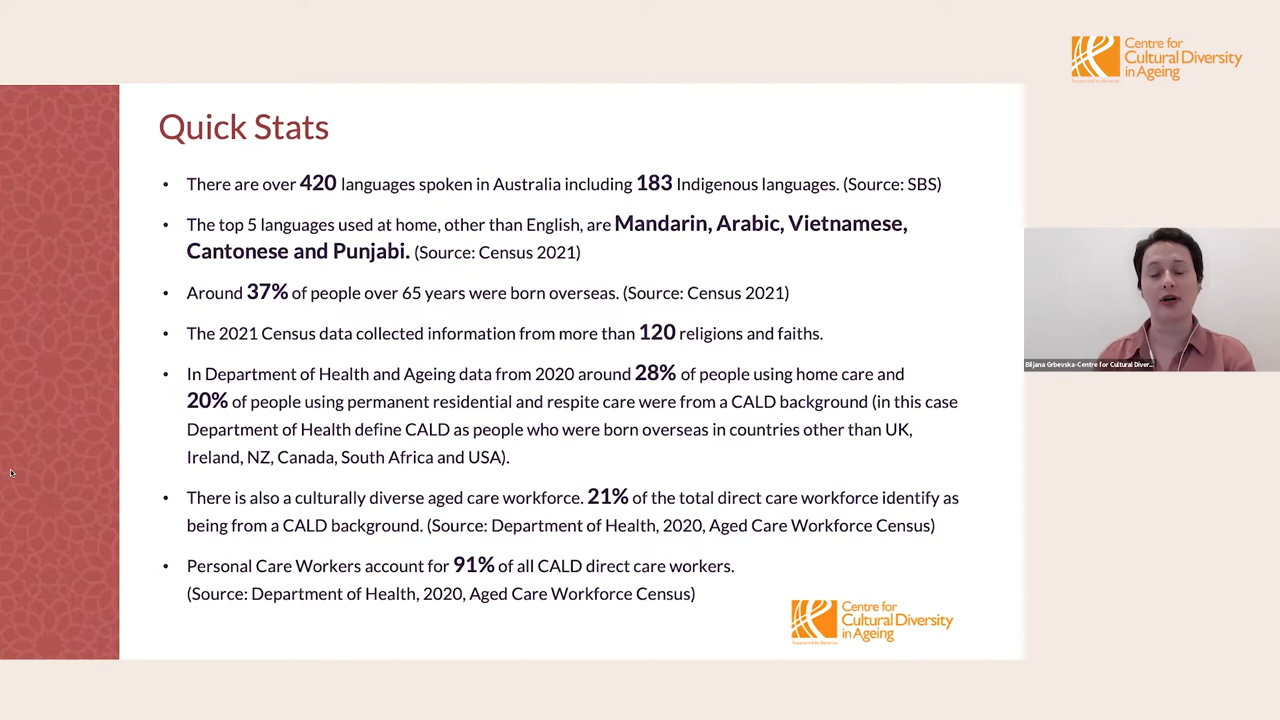 Centre for
Cultural Diversity
in Ageing
Quick Stats
• There are over 420 languages spoken in Australia including 183 Indigenous languages. (Source: SBS)
• The top 5 languages used at home, other than English, are Mandarin, Arabic, Vietnamese,
Cantonese and Punjabi. (Source: Census 2021)
• Around 37% of people over 65 years were born overseas. (Source: Census 2021)
• The 2021 Census data collected information from more than 120 religions and faiths.
• In Department of Health and Ageing data from 2020 around 28% of people using home care and
20% of people using permanent residential and respite care were from a CALD background (in this case
Department of Health define CALD as people who were born overseas in countries other than UK,
Ireland, NZ, Canada, South Africa and USA).
• There is also a culturally diverse aged care workforce. 21% of the total direct care workforce identify as
being from a CALD background. (Source: Department of Health, 2020, Aged Care Workforce Census)
• Personal Care Workers account for 91% of all CALD direct care workers.
(Source: Department of Health, 2020, Aged Care Workforce Census)
Centre for
Cultural Diversity
in Ageing
Biljana Grbevska-Centre for Cultural Diver...